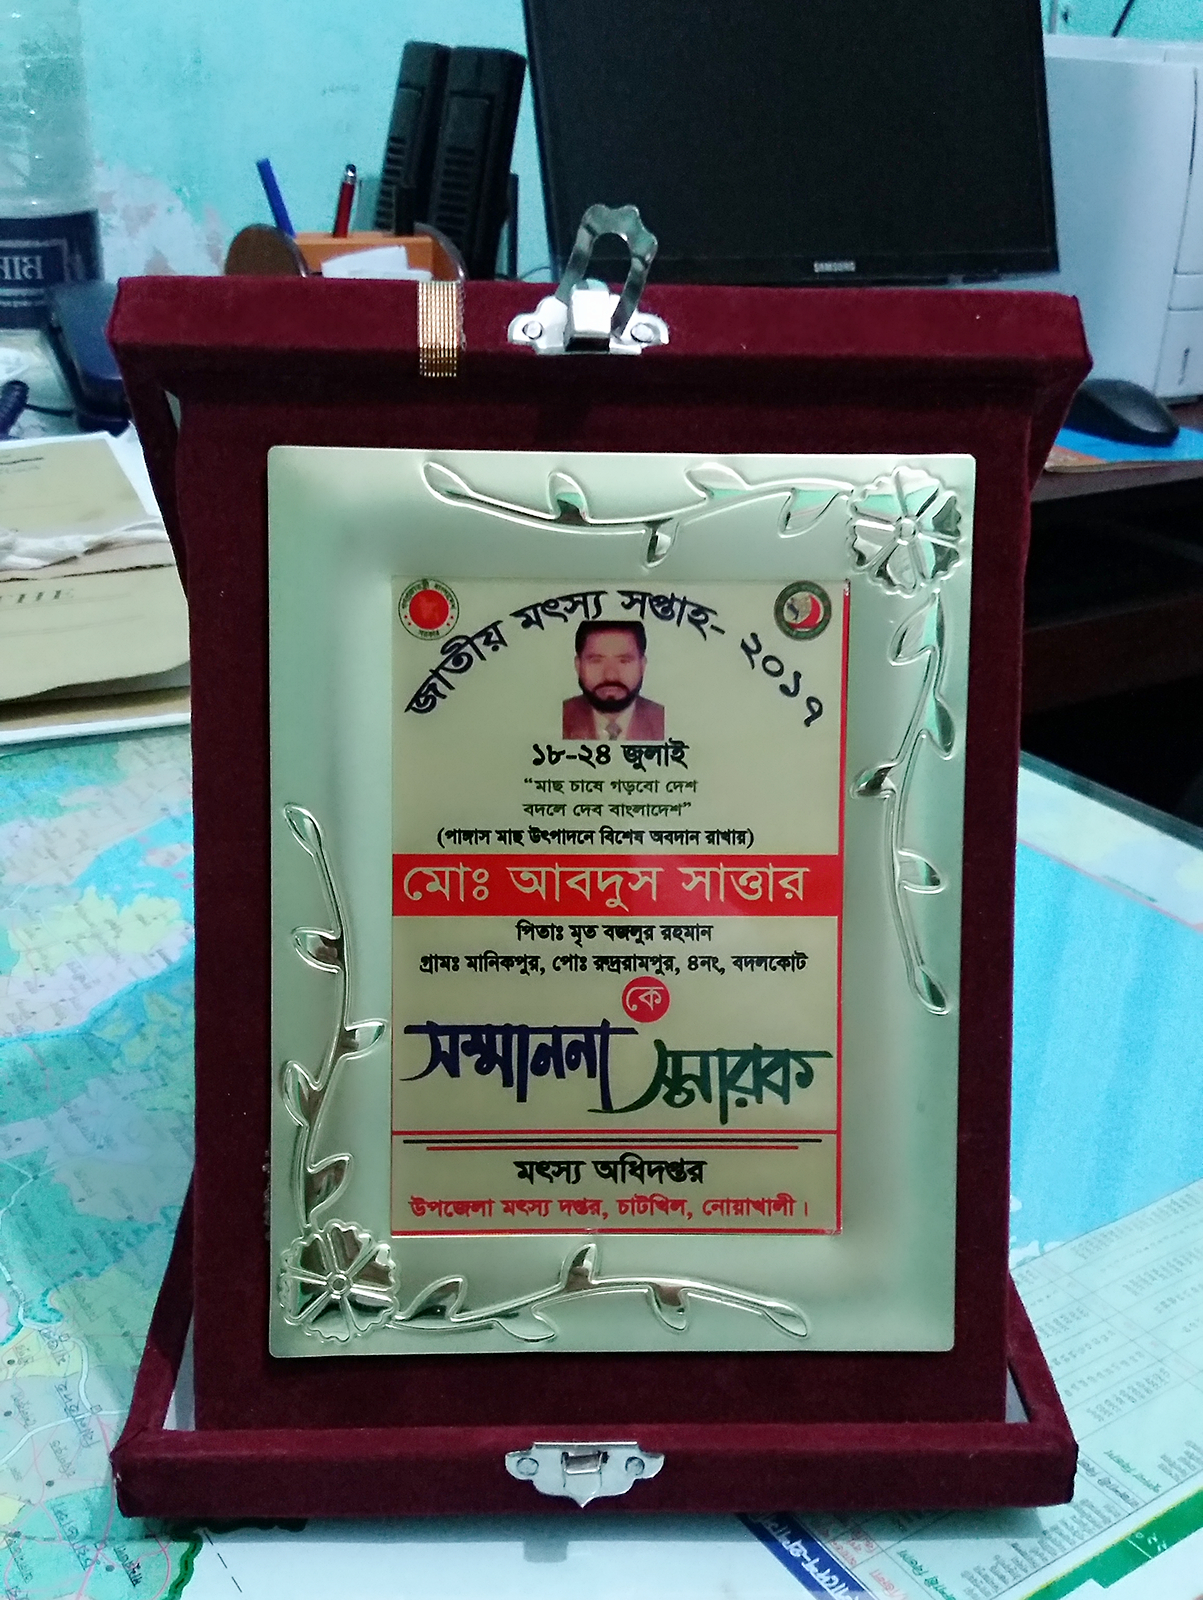 SAMSUNG
জাতীয় মৎস্য সপ্তাহ- ২০১৭
১৮-২৪ জুলাই
“মাছ চাষে গড়বো দেশ
বদলে দেব বাংলাদেশ”
(পাঙ্গাস মাছ উৎপাদনে বিশেষ অবদান রাখায়)
মোঃ আবদুস সাত্তার
পিতাঃ মৃত বজলুর রহমান
গ্রামঃ মানিকপুর, পোঃ রুদ্ররামপুর, ৪নং, বদলকোট
কে
সম্মাননা স্মারক
মৎস্য অধিদপ্তর
উপজেলা মৎস্য দপ্তর, চাটখিল, নোয়াখালী।